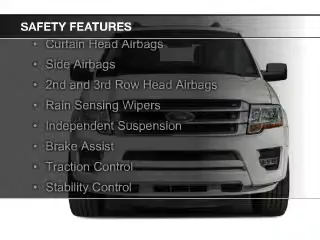 SAFETY FEATURES
• Curtain Head Airbags
• Side Airbags
• 2nd and 3rd Row Head Airbags
• Rain Sensing Wipers
• Independent Suspension
• Brake Assist
• Traction Control
• Stability Control